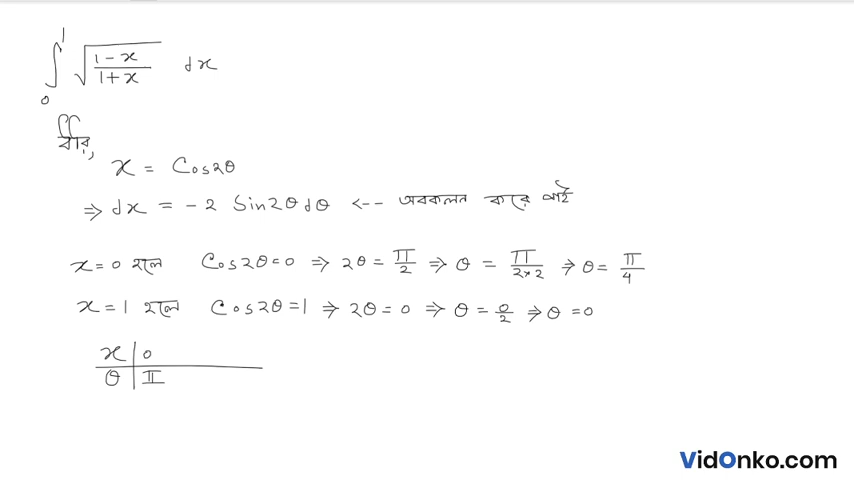 ∫₀¹ √((1-x)/(1+x)) dx
ধরি,
x = Cos2θ
⇒ dx = -2 Sin2θ dθ <-- অবকলন করে পাই
x=0 হলে Cos2θ=0 ⇒ 2θ = π/2 ⇒ θ = π/(2×2) ⇒ θ = π/4
x=1 হলে Cos2θ=1 ⇒ 2θ=0 ⇒ θ = 0/2 ⇒ θ =0
x | 0
θ | π
VidOnko.com